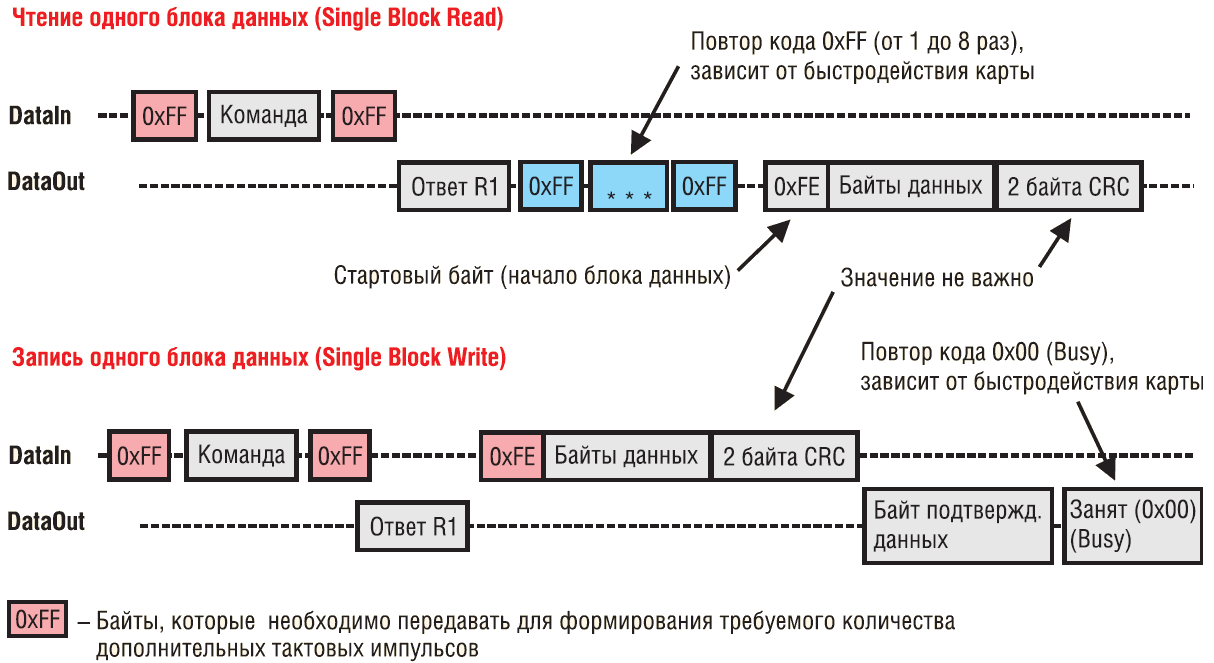 Чтение одного блока данных (Single Block Read)
Повтор кода 0xFF (от 1 до 8 раз),
зависит от быстродействия карты
DataIn 0xFF Команда 0xFF
DataOut Ответ R1 0xFF * * * 0xFF 0xFE Байты данных 2 байта CRC
Стартовый байт (начало блока данных)
Значение не важно
Запись одного блока данных (Single Block Write)
Повтор кода 0x00 (Busy),
зависит от быстродействия карты
DataIn 0xFF Команда 0xFF 0xFE Байты данных 2 байта CRC
DataOut Ответ R1
Байт подтвержд.
данных
Занят (0x00)
(Busy)
0xFF – Байты, которые необходимо передавать для формирования требуемого количества
дополнительных тактовых импульсов